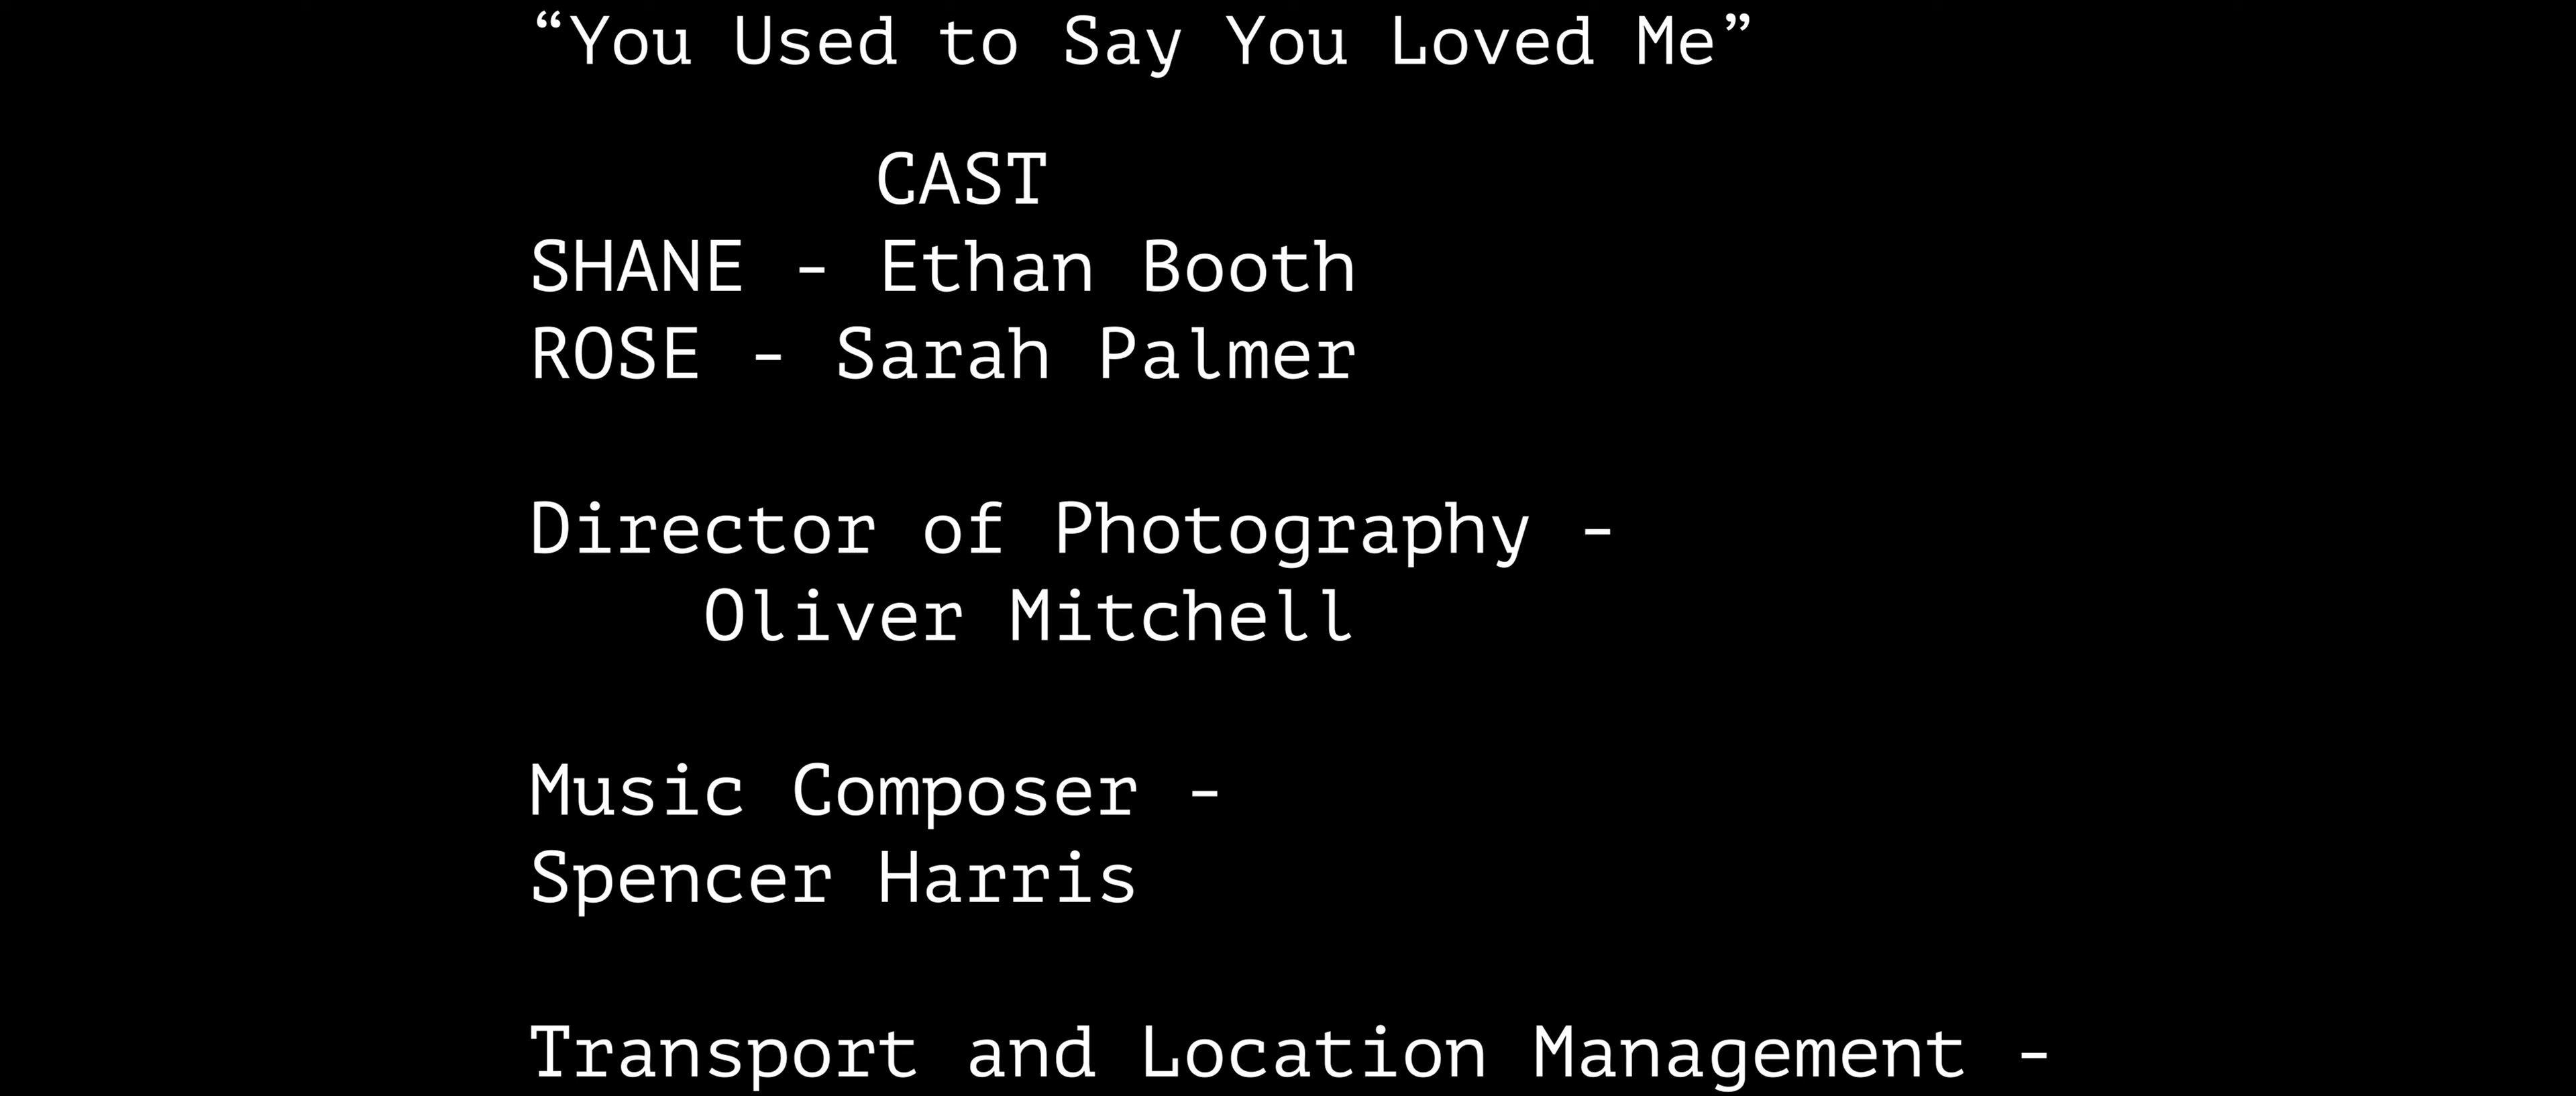 “You Used to Say You Loved Me”
CAST
SHANE - Ethan Booth
ROSE - Sarah Palmer
Director of Photography -
Oliver Mitchell
Music Composer -
Spencer Harris
Transport and Location Management -